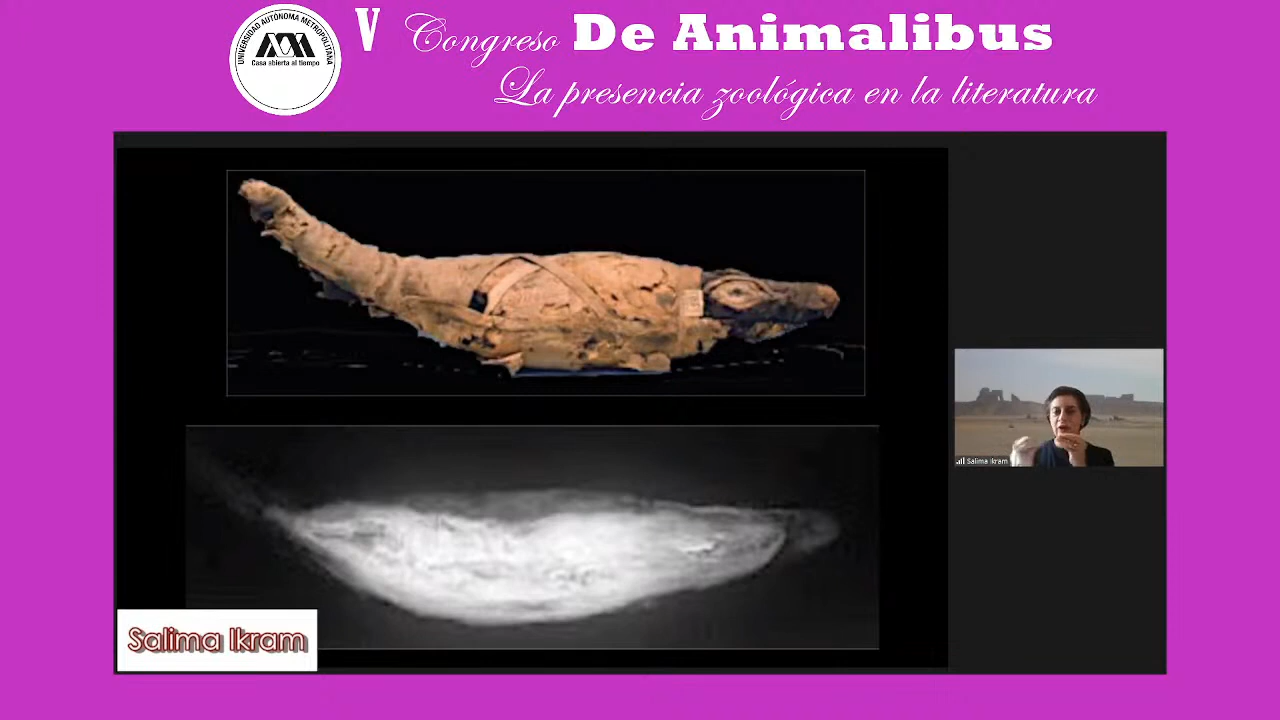 UNIVERSIDAD AUTÓNOMA METROPOLITANA
Casa abierta al tiempo
V Congreso De Animalibus
La presencia zoológica en la literatura
Salima Ikram
Salima Ikram